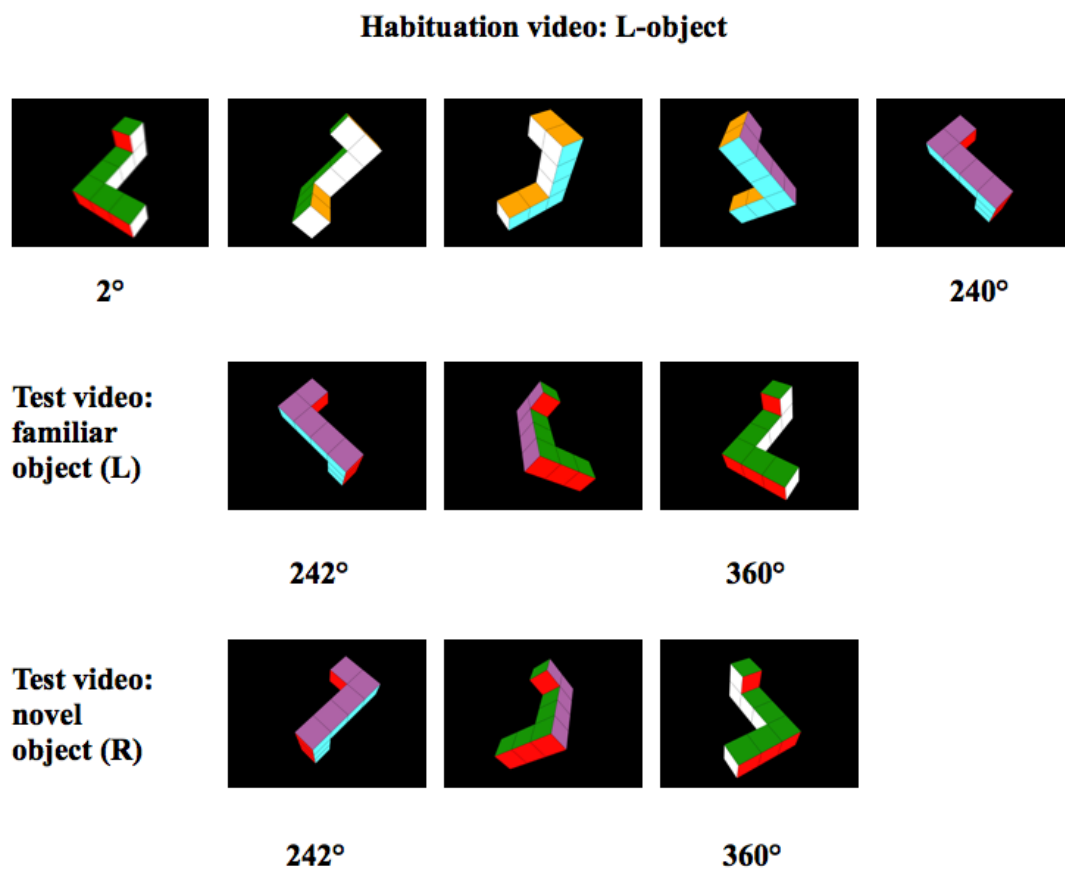 Habituation video: L-object
2°
240°
Test video:
familiar
object (L)
242°
360°
Test video:
novel
object (R)
242°
360°